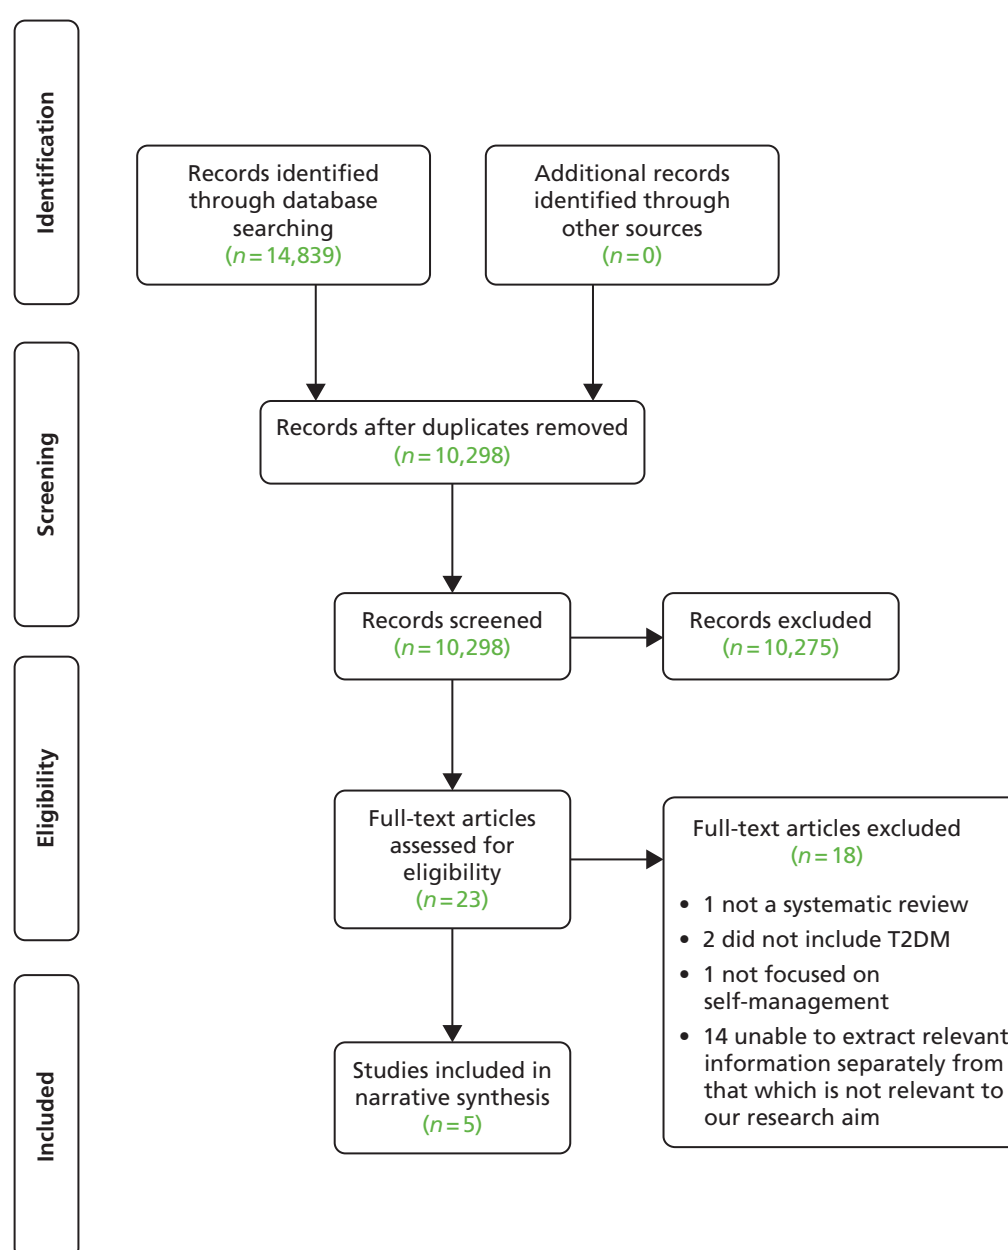 Identification
Records identified
through database
searching
(n=14,839)
Additional records
identified through
other sources
(n=0)
Screening
Records after duplicates removed
(n=10,298)
Records screened
(n=10,298)
Records excluded
(n=10,275)
Eligibility
Full-text articles
assessed for
eligibility
(n=23)
Full-text articles excluded
(n=18)
• 1 not a systematic review
• 2 did not include T2DM
• 1 not focused on
self-management
• 14 unable to extract relevant
information separately from
that which is not relevant to
our research aim
Included
Studies included in
narrative synthesis
(n=5)